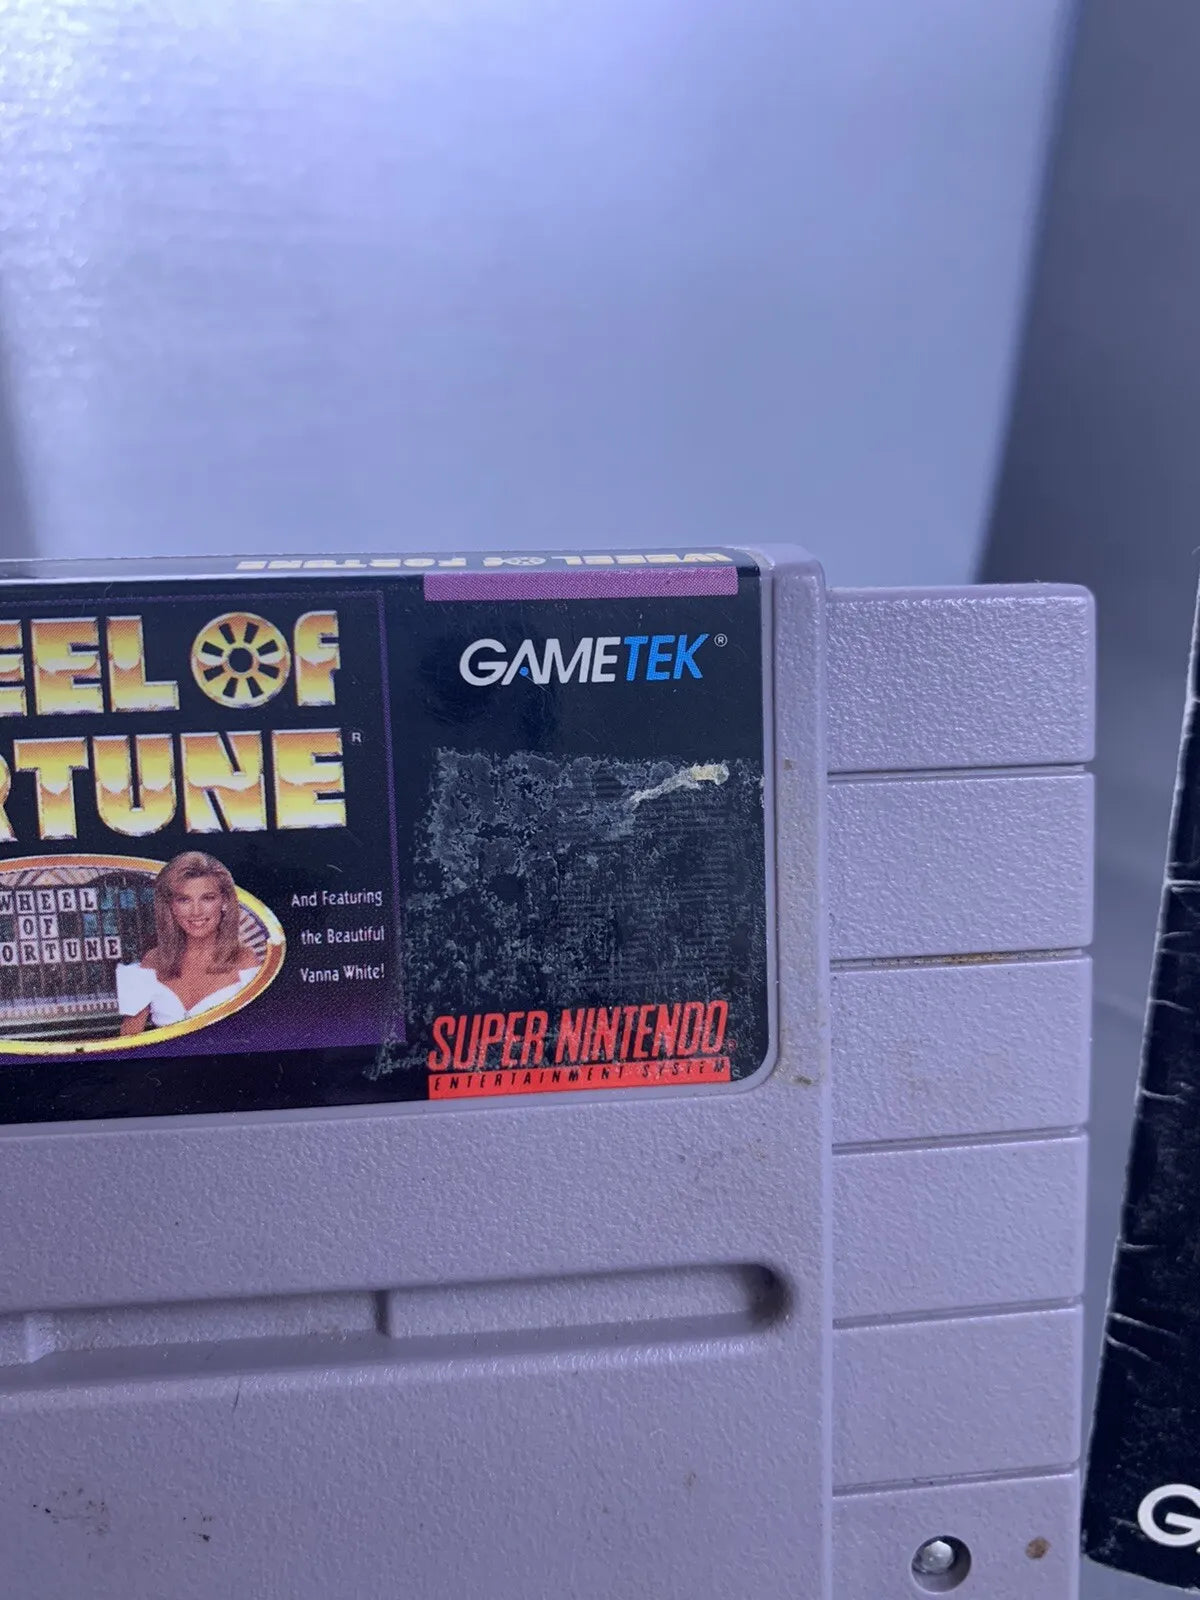 WHEEL OF FORTUNE
EEL OF
RTUNE®
GAMETEK®
WHEEL
OF
ORTUNE
And Featuring
the Beautiful
Vanna White!
SUPER NINTENDO
ENTERTAINMENT SYSTEM
G